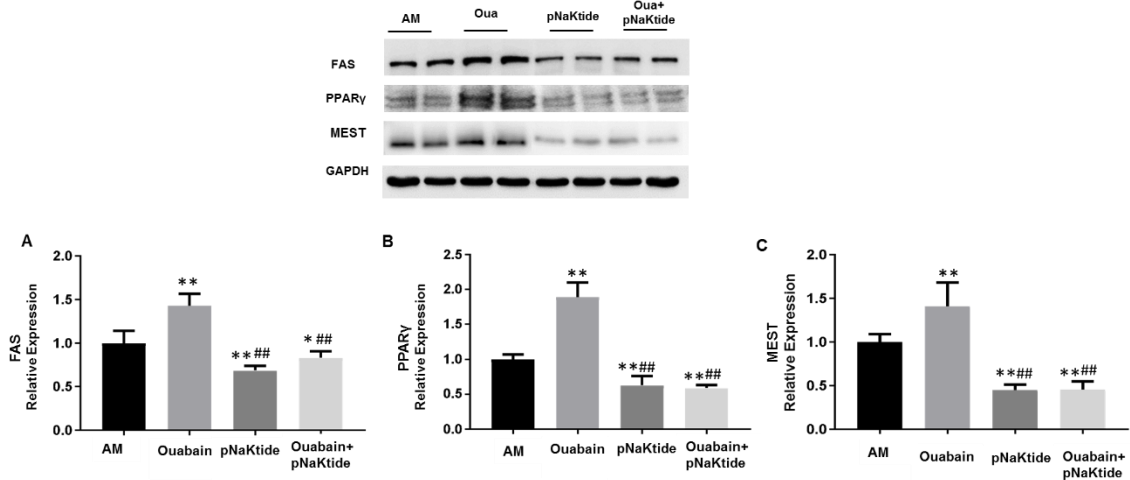 AM Oua pNaKtide Oua+
pNaKtide
FAS
PPARγ
MEST
GAPDH
A
FAS
Relative Expression
2.0
1.5
1.0
0.5
0.0
**
**##
*##
AM Ouabain pNaKtide Ouabain+
pNaKtide
B
PPARγ
Relative Expression
2.5
2.0
1.5
1.0
0.5
0.0
**
**##
**##
AM Ouabain pNaKtide Ouabain+
pNaKtide
C
MEST
Relative Expression
2.0
1.5
1.0
0.5
0.0
**
**##
**##
AM Ouabain pNaKtide Ouabain+
pNaKtide